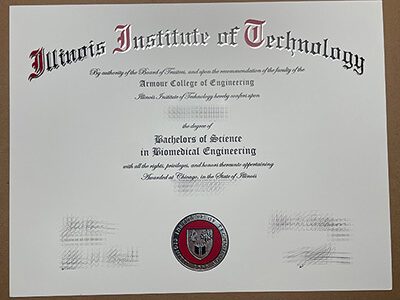 Illinois Institute of Technology
By authority of the Board of Trustees, and upon the recommendation of the faculty of the
Armour College of Engineering
Illinois Institute of Technology hereby confers upon
the degree of
Bachelors of Science
in Biomedical Engineering
with all the rights, privileges, and honors thereunto appertaining
Awarded at Chicago, in the State of Illinois